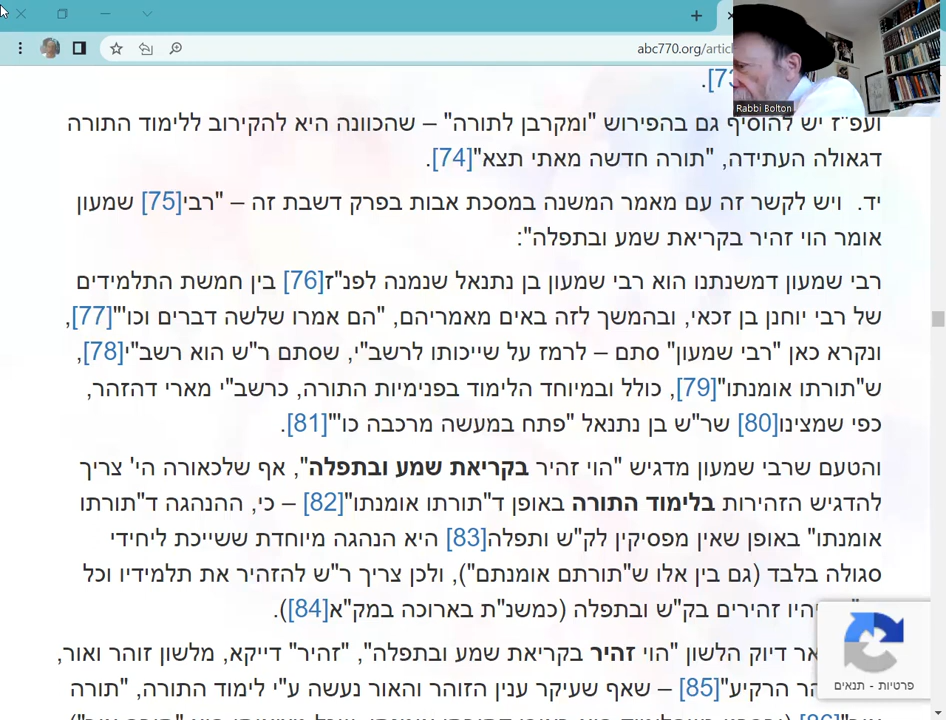 abc770.org/artic
Rabbi Bolton
[73].
ועפ"ז יש להוסיף גם בהפירוש "ומקרבן לתורה" – שהכוונה היא להקירוב ללימוד התורה
דגאולה העתידה, "תורה חדשה מאתי תצא"[74].
יד. ויש לקשר זה עם מאמר המשנה במסכת אבות בפרק דשבת זה – "רבי[75] שמעון
אומר הוי זהיר בקריאת שמע ובתפלה":
רבי שמעון דמשנתנו הוא רבי שמעון בן נתנאל שנמנה לפנ"ז[76] בין חמשת התלמידים
של רבי יוחנן בן זכאי, ובהמשך לזה באים מאמריהם, "הם אמרו שלשה דברים וכו'"[77],
ונקרא כאן "רבי שמעון" סתם – לרמז על שייכותו לרשב"י, שסתם ר"ש הוא רשב"י[78],
ש"תורתו אומנתו"[79], כולל ובמיוחד הלימוד בפנימיות התורה, כרשב"י מארי דהזהר,
כפי שמצינו[80] שר"ש בן נתנאל "פתח במעשה מרכבה כו'"[81].
והטעם שרבי שמעון מדגיש "הוי זהיר בקריאת שמע ובתפלה", אף שלכאורה הי' צריך
להדגיש הזהירות בלימוד התורה באופן ד"תורתו אומנתו"[82] – כי, ההנהגה ד"תורתו
אומנתו" באופן שאין מפסיקין לק"ש ותפלה[83] היא הנהגה מיוחדת ששייכת ליחידי
סגולה בלבד (גם בין אלו ש"תורתם אומנתם"), ולכן צריך ר"ש להזהיר את תלמידיו וכל
יהיו זהירים בק"ש ובתפלה (כמשנ"ת בארוכה במק"א[84]).
דיוק הלשון "הוי זהיר בקריאת שמע ובתפלה", "זהיר" דייקא, מלשון זוהר ואור,
הרקיע"[85] – שאף שעיקר ענין הזוהר והאור נעשה ע"י לימוד התורה, "תורה
פרטיות - תנאים